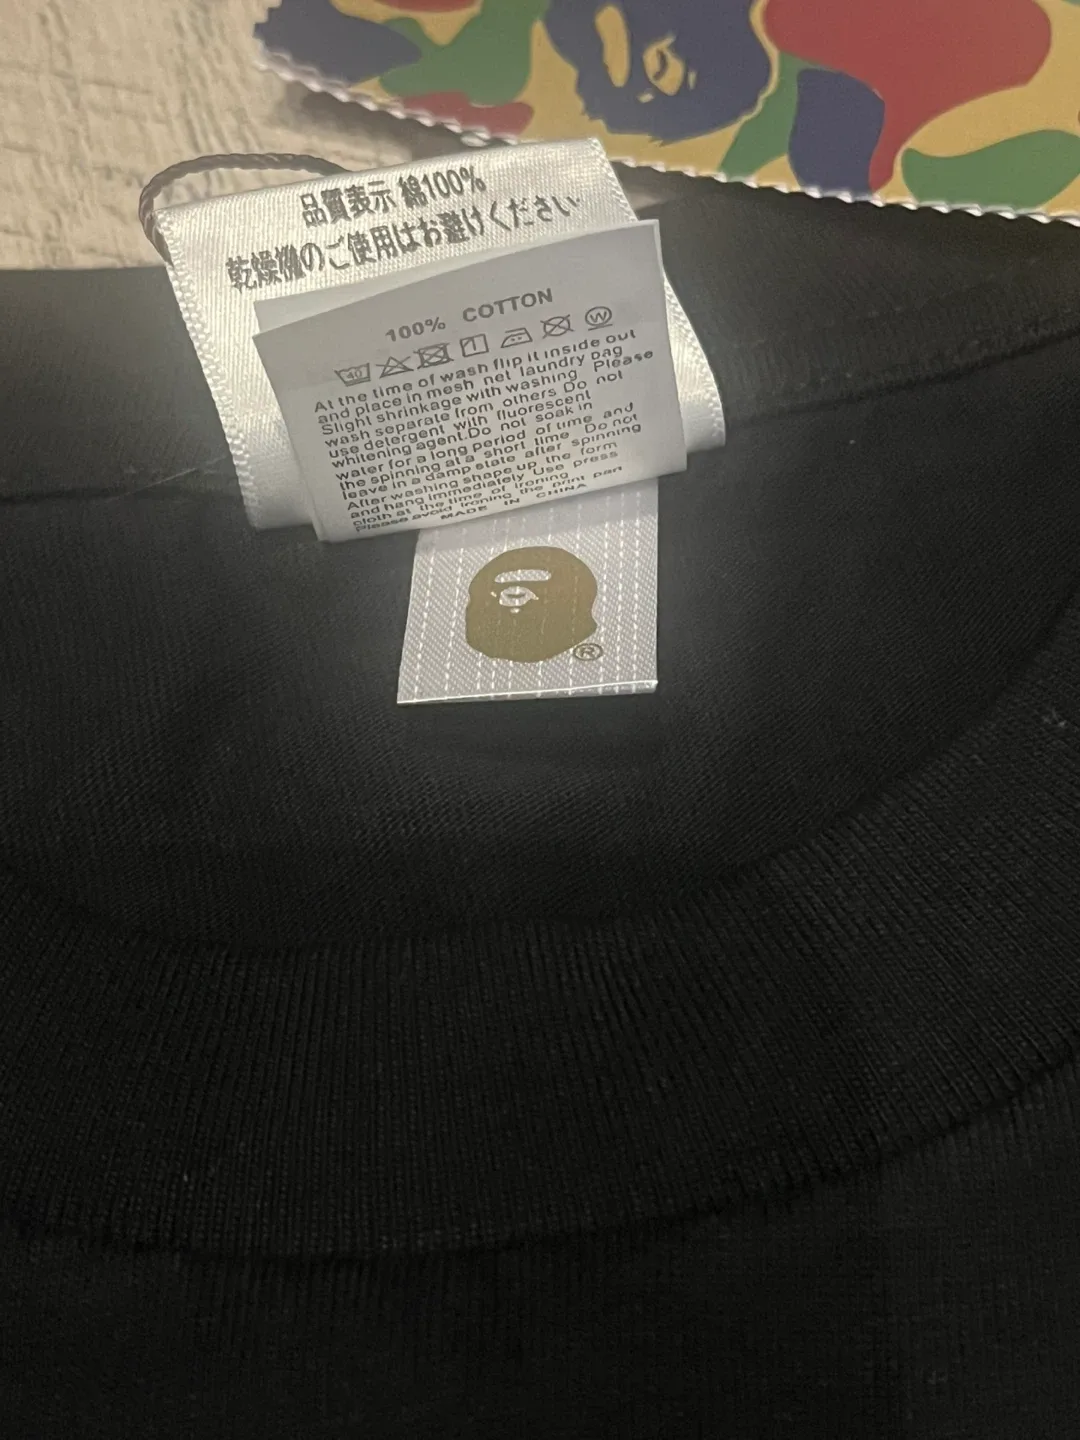 品質表示 綿100%
乾燥機のご使用はお避けください
100% COTTON
40 1 W
At the time of wash flip it inside out
and place in mesh net laundry bag
Slight shrinkage with washing Please
wash separate from others Do not
use detergent with fluorescent
whitening agent.Do not soak in
water for a long period of time and
the spinning at a short time Do not
leave in a damp state after spinning
After washing shape up the form
and hang immediately Use press
cloth at the time of ironing
Please avoid ironing the print part
MADE IN CHINA
®